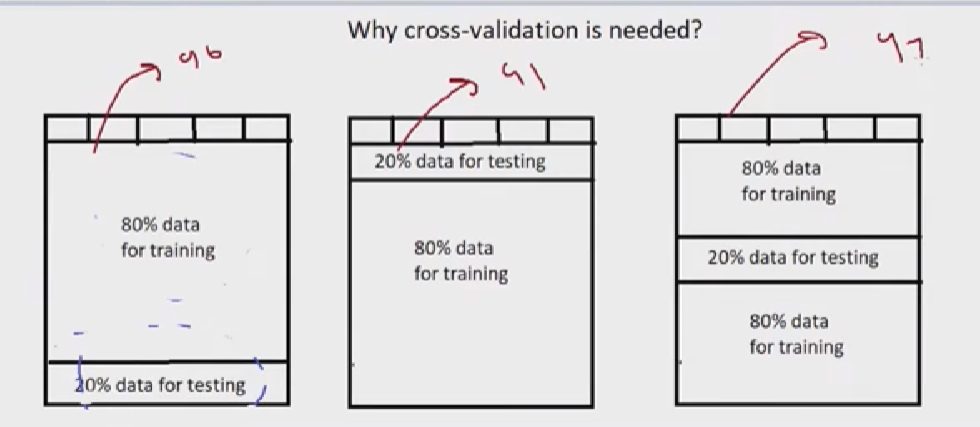 Why cross-validation is needed?
96
91
97
80% data
for training
20% data for testing
20% data for testing
80% data
for training
80% data
for training
20% data for testing
80% data
for training